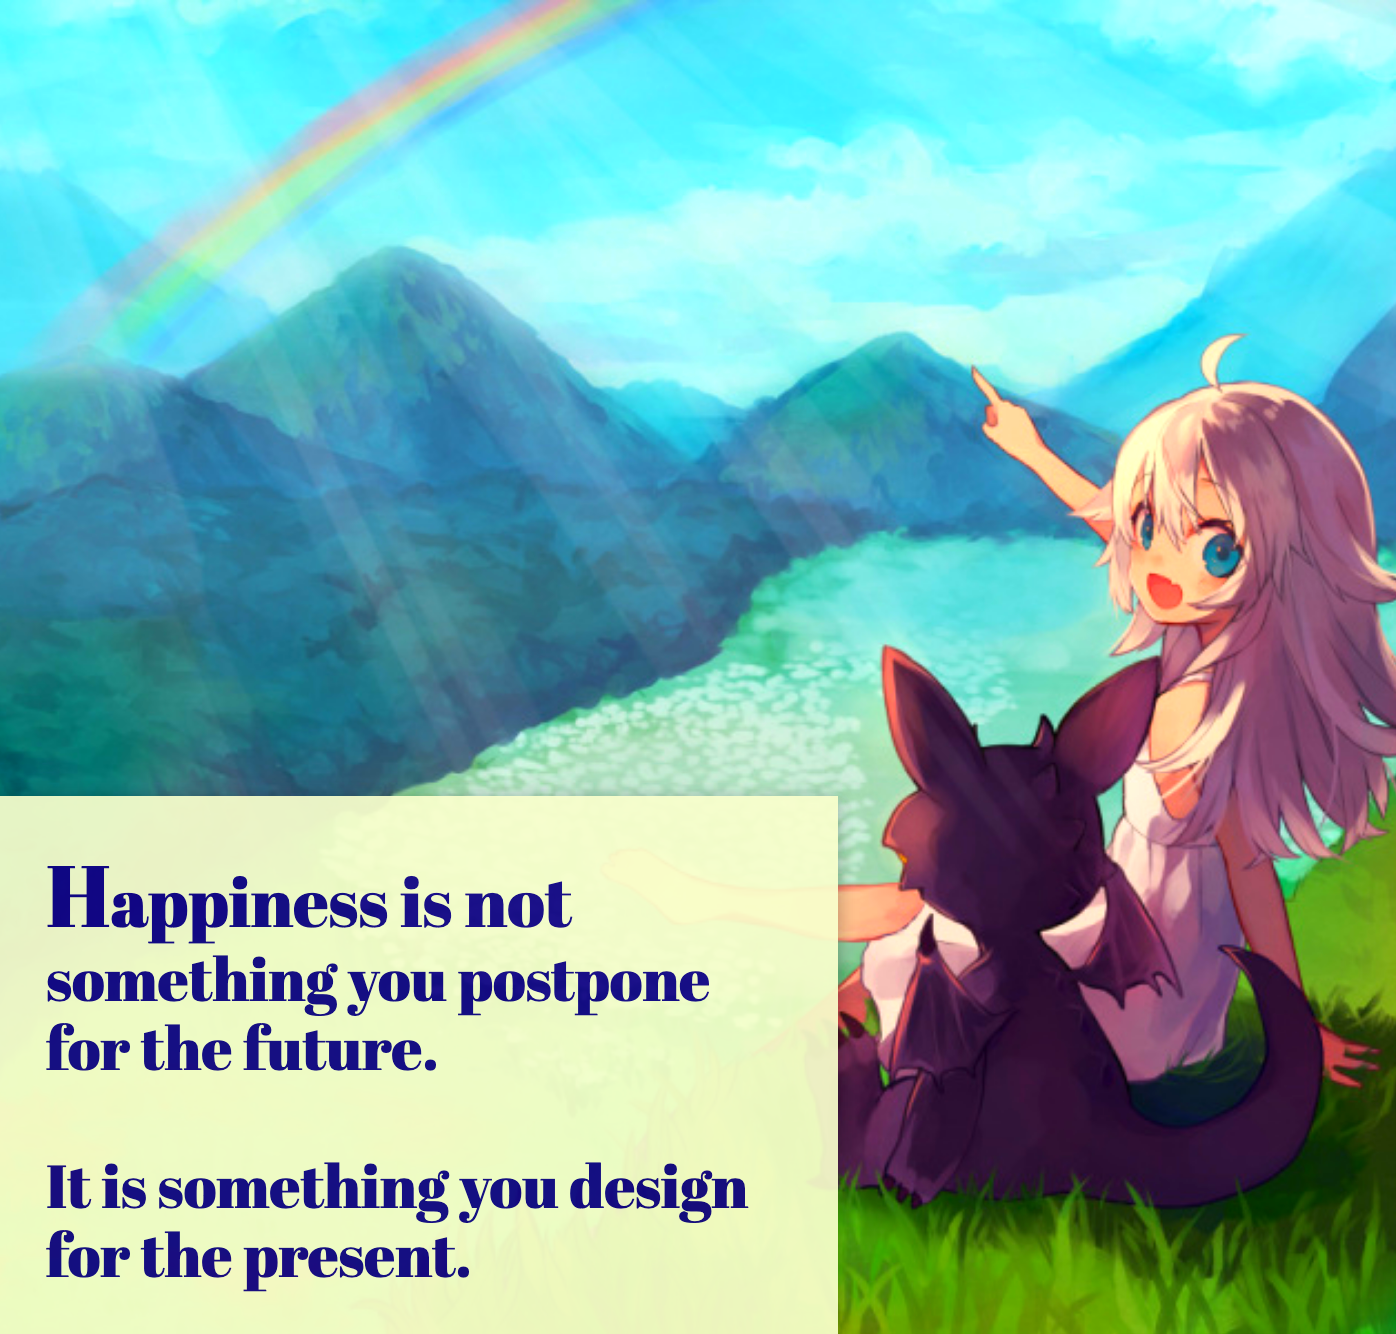 Happiness is not
something you postpone
for the future.
It is something you design
for the present.